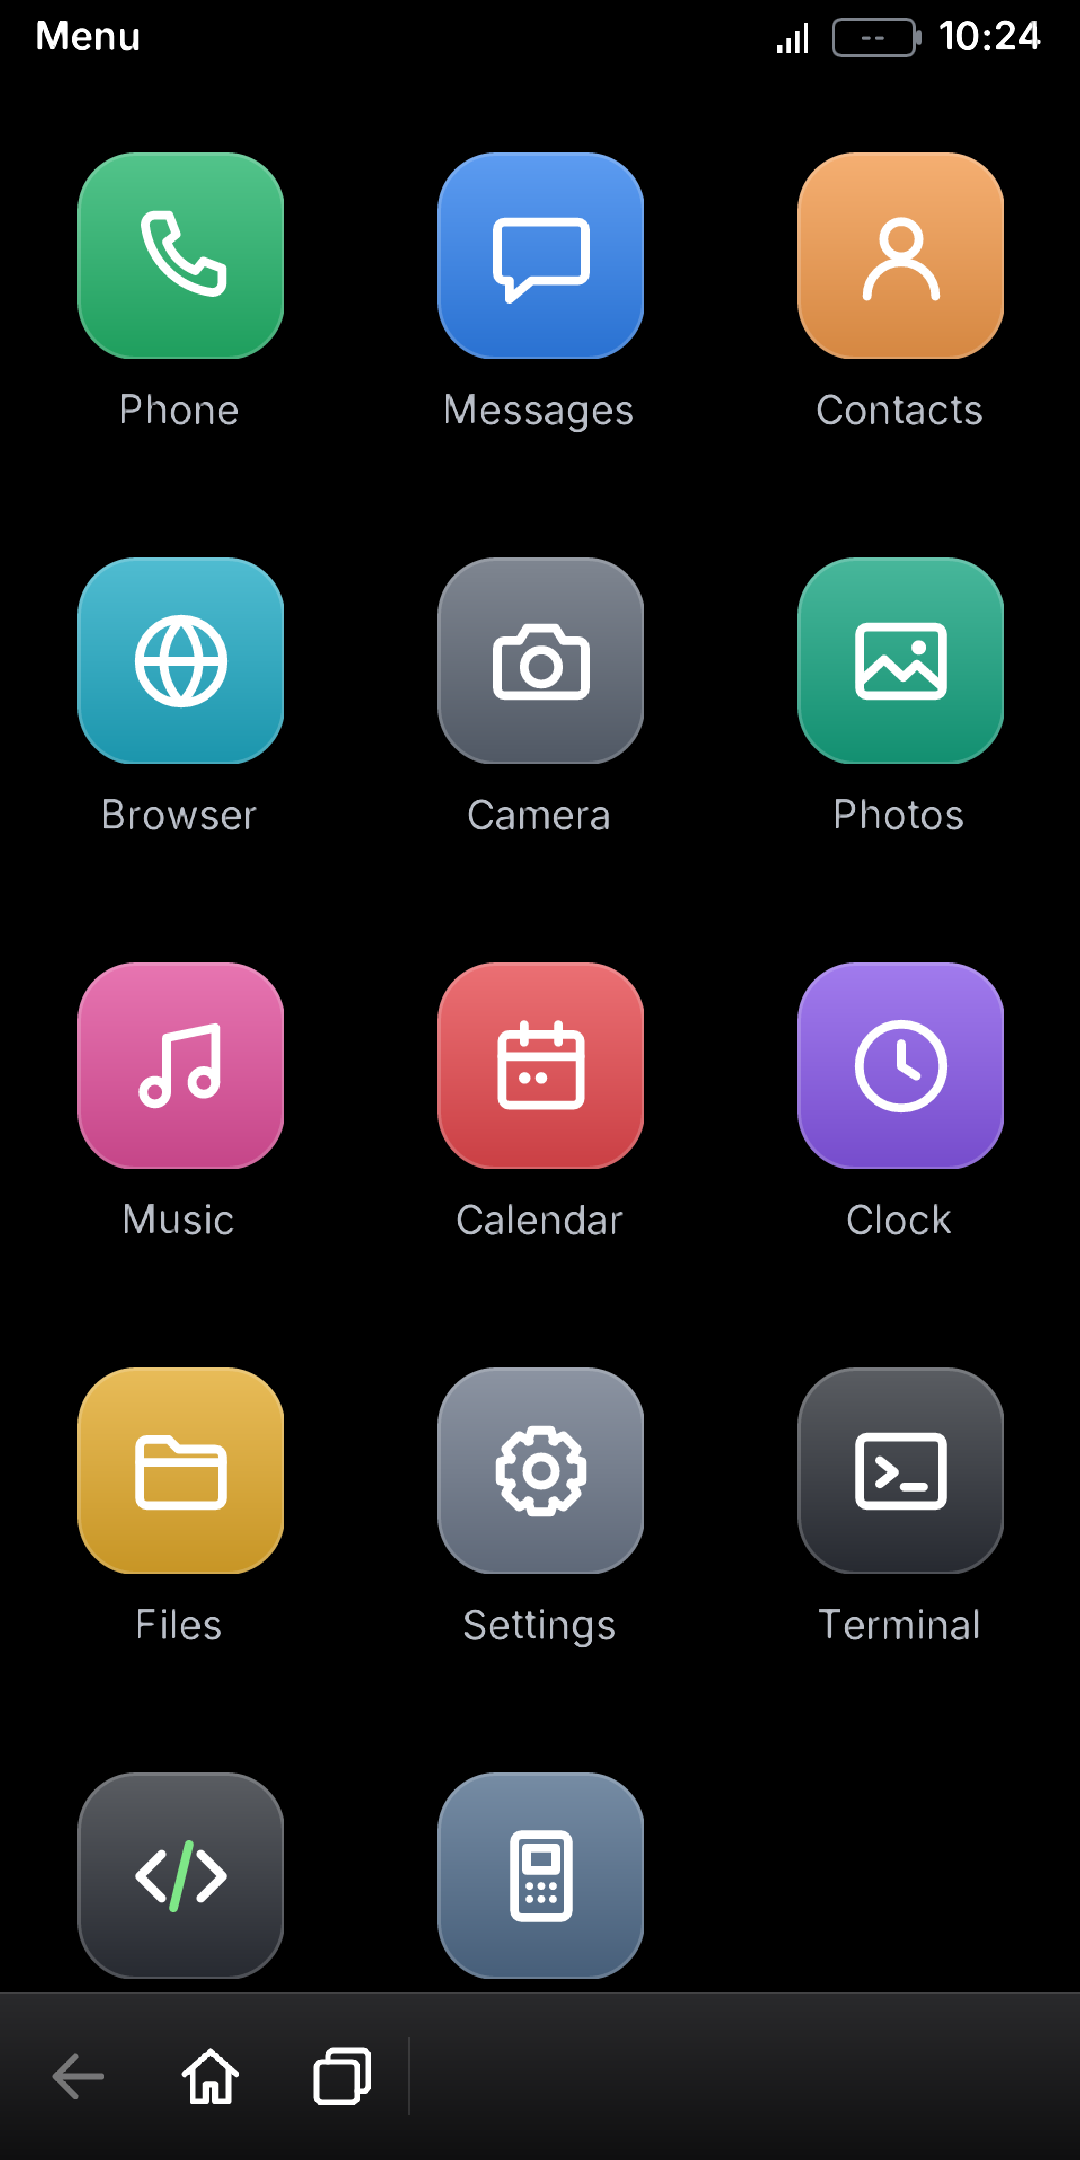 Menu -- 10:24
Phone Messages Contacts
Browser Camera Photos
Music Calendar Clock
Files Settings Terminal